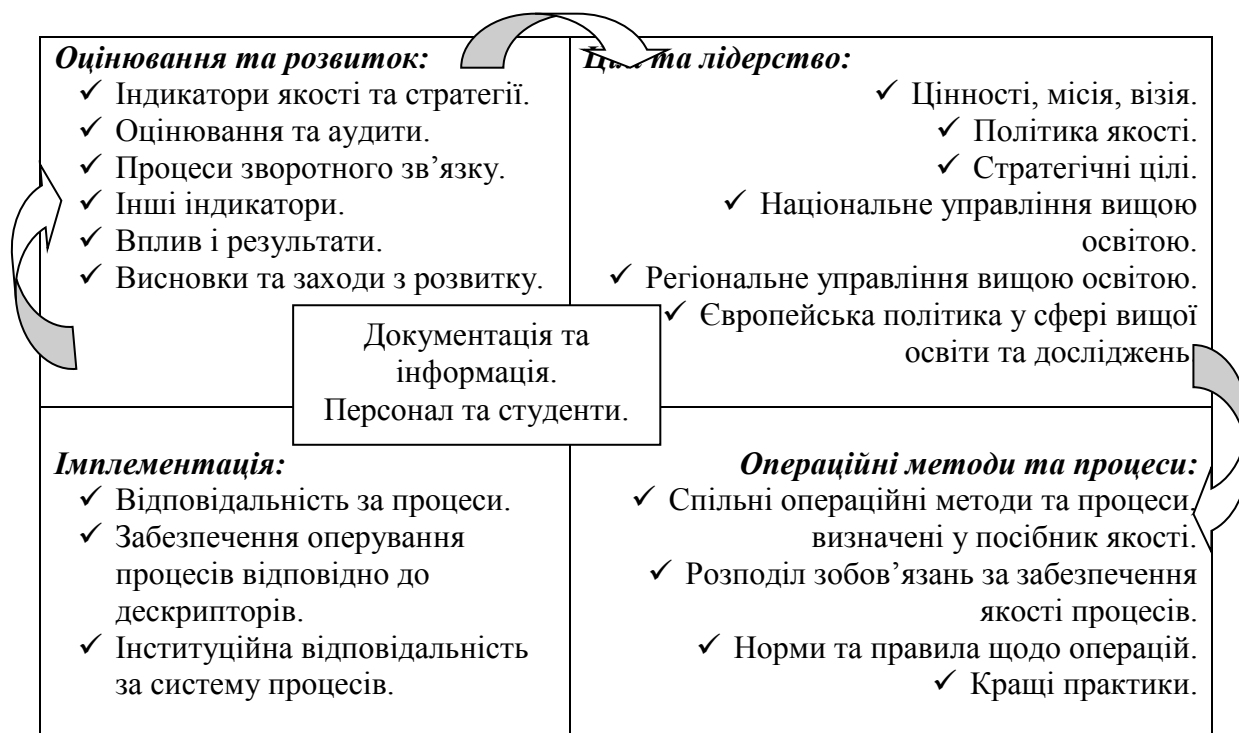 Оцінювання та розвиток:
✓ Індикатори якості та стратегії.
✓ Оцінювання та аудити.
✓ Процеси зворотного зв’язку.
✓ Інші індикатори.
✓ Вплив і результати.
✓ Висновки та заходи з розвитку.
та лідерство:
✓ Цінності, місія, візія.
✓ Політика якості.
✓ Стратегічні цілі.
✓ Національне управління вищою
освітою.
✓ Регіональне управління вищою освітою.
✓ Європейська політика у сфері вищої
освіти та досліджень
Документація та
інформація.
Персонал та студенти.
Імплементація:
✓ Відповідальність за процеси.
✓ Забезпечення оперування
процесів відповідно до
дескрипторів.
✓ Інституційна відповідальність
за систему процесів.
Операційні методи та процеси:
✓ Спільні операційні методи та процеси,
визначені у посібник якості.
✓ Розподіл зобов’язань за забезпечення
якості процесів.
✓ Норми та правила щодо операцій.
✓ Кращі практики.